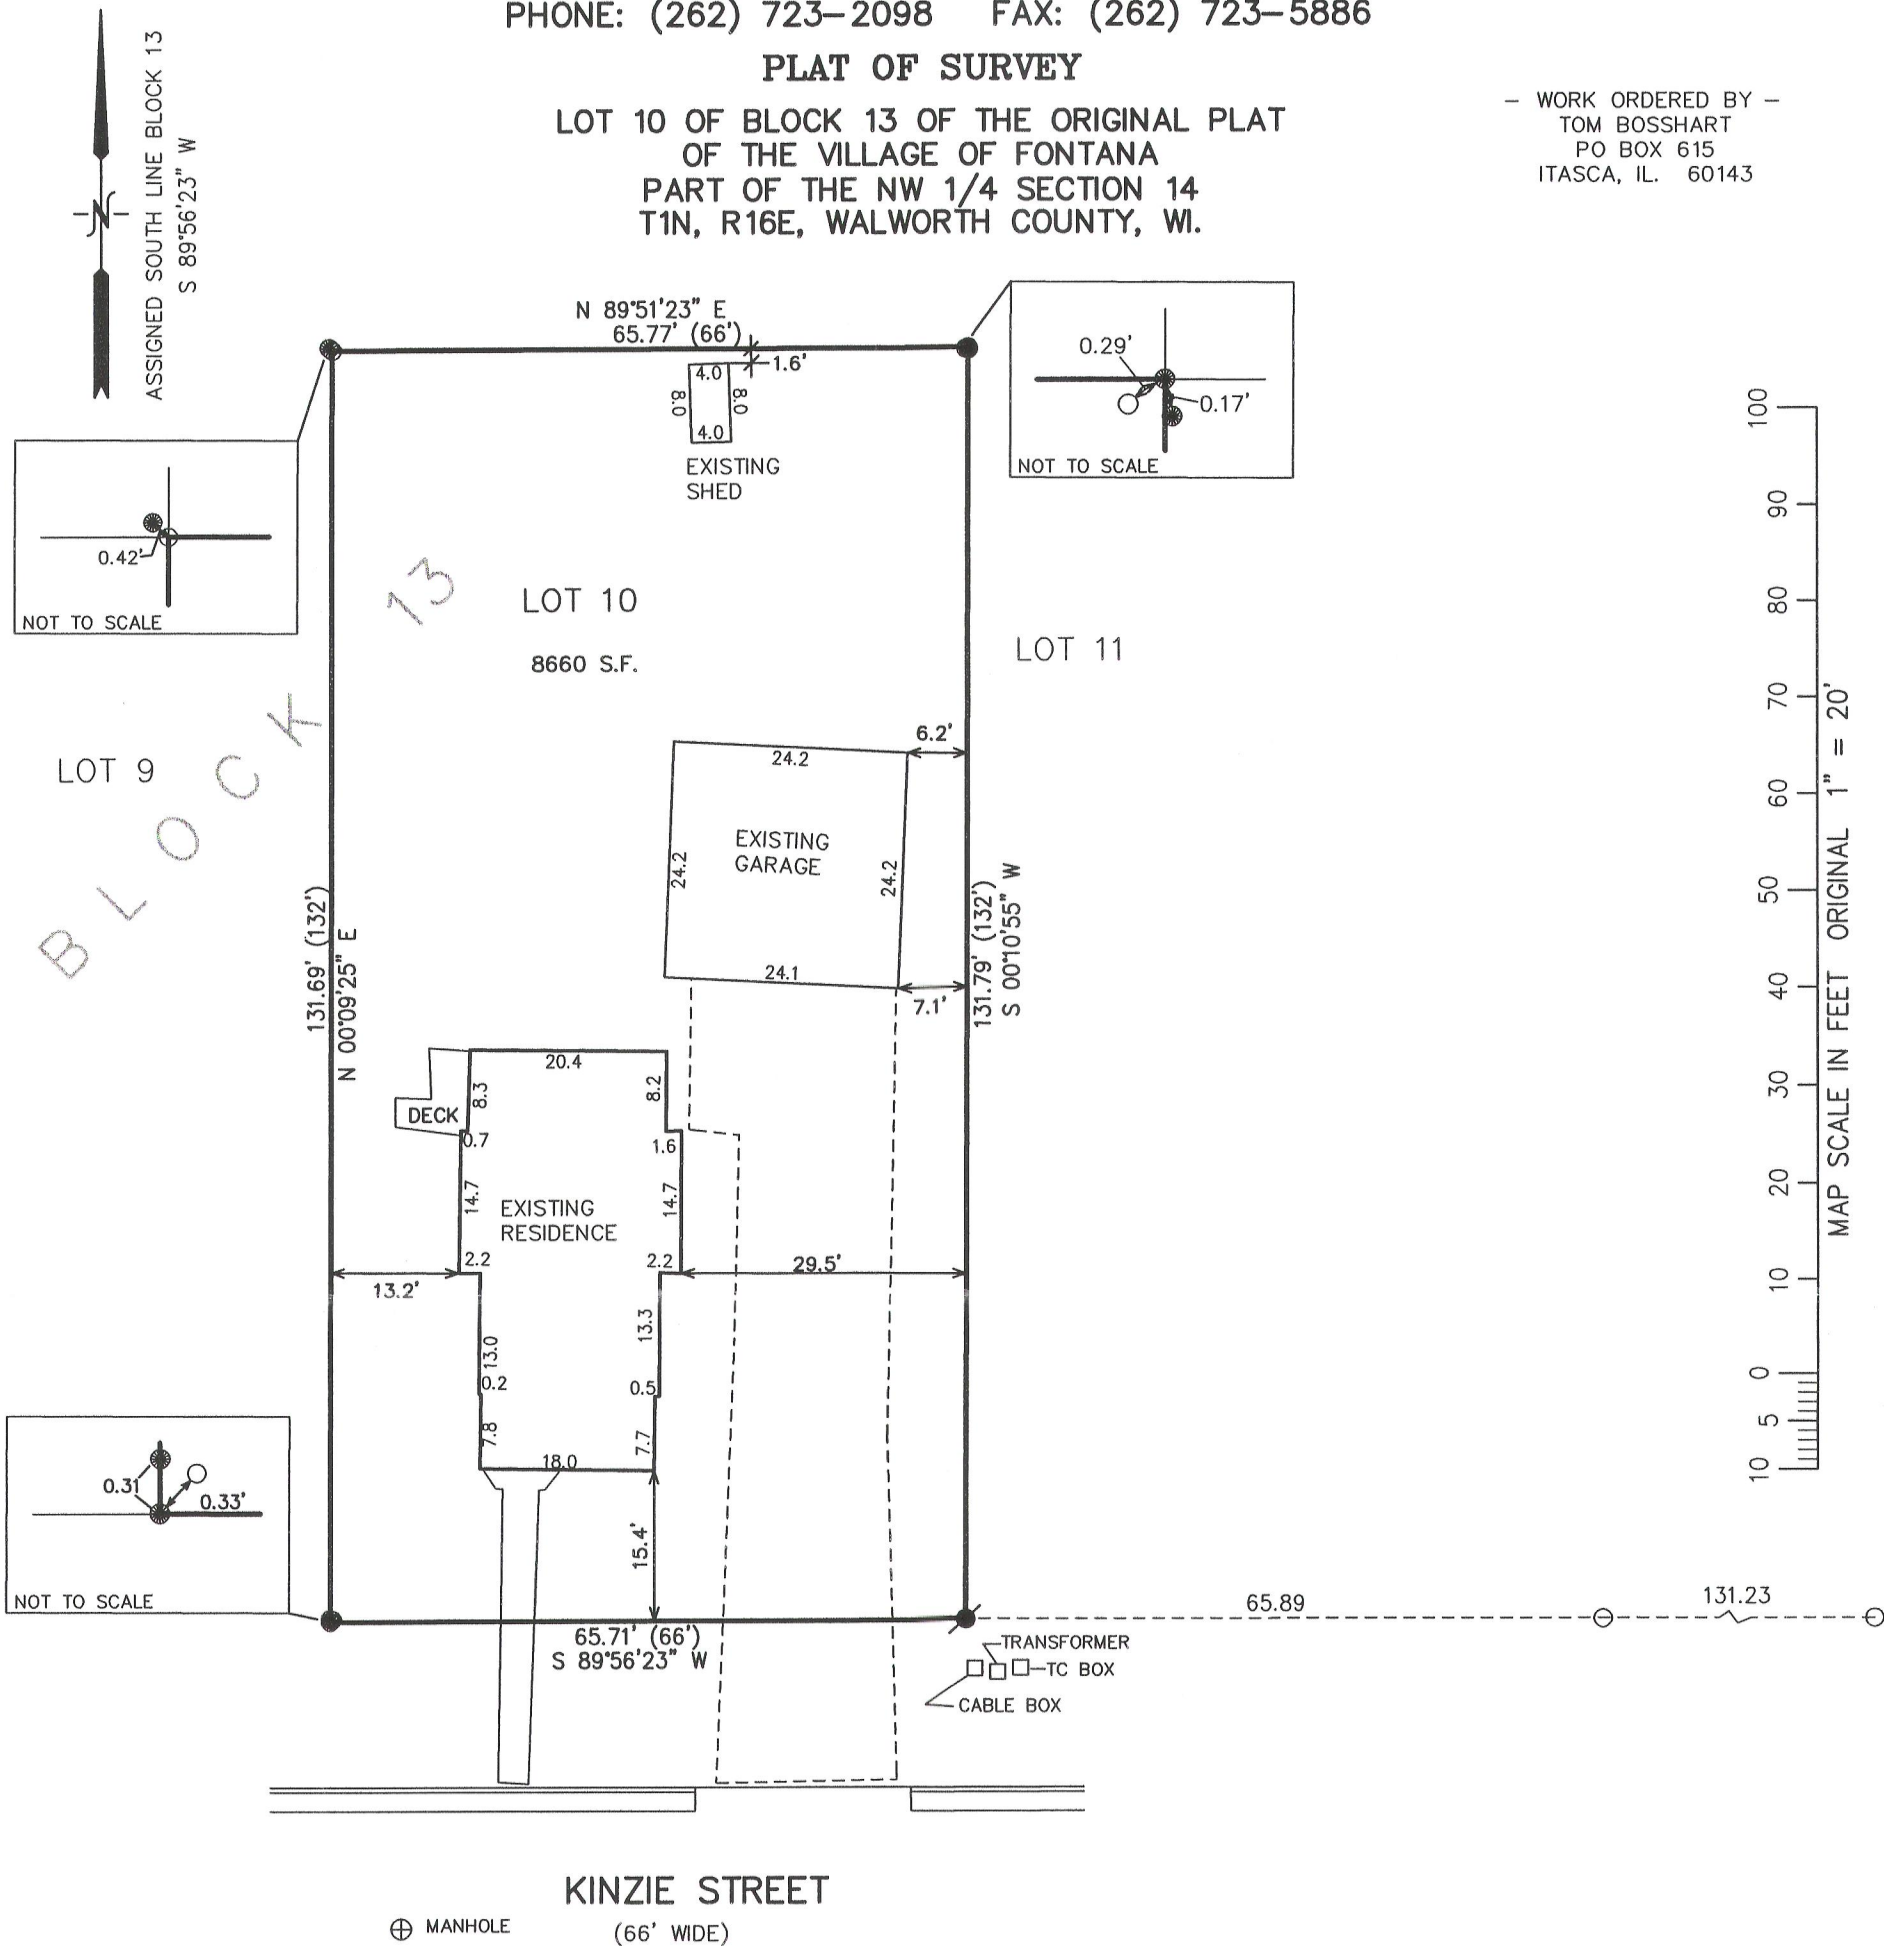 PHONE: (262) 723-2098 FAX: (262) 723-5886
PLAT OF SURVEY
LOT 10 OF BLOCK 13 OF THE ORIGINAL PLAT
OF THE VILLAGE OF FONTANA
PART OF THE NW 1/4 SECTION 14
T1N, R16E, WALWORTH COUNTY, WI.
- WORK ORDERED BY -
TOM BOSSHART
PO BOX 615
ITASCA, IL. 60143
ASSIGNED SOUTH LINE BLOCK 13
S 89°56'23" W
N
N 89°51'23" E
65.77' (66')
1.6'
4.0
8.0
8.0
4.0
EXISTING
SHED
0.29'
0.17'
NOT TO SCALE
0.42'
NOT TO SCALE
BLOCK 13
LOT 10
8660 S.F.
LOT 11
LOT 9
6.2'
24.2
EXISTING
GARAGE
24.2
24.2
24.1
7.1'
131.69' (132')
N 00°09'25" E
131.79' (132')
S 00°10'55" W
20.4
8.3
8.2
DECK
0.7
1.6
14.7
14.7
EXISTING
RESIDENCE
2.2
2.2
13.2'
29.5'
13.0
13.3
0.2
0.5
7.8
7.7
18.0
15.4'
0.31
0.33'
NOT TO SCALE
65.71' (66')
S 89°56'23" W
65.89
131.23
TRANSFORMER
TC BOX
CABLE BOX
100
90
80
70
60
50
40
30
20
10
0
5
10
MAP SCALE IN FEET ORIGINAL 1" = 20'
KINZIE STREET
MANHOLE
(66' WIDE)